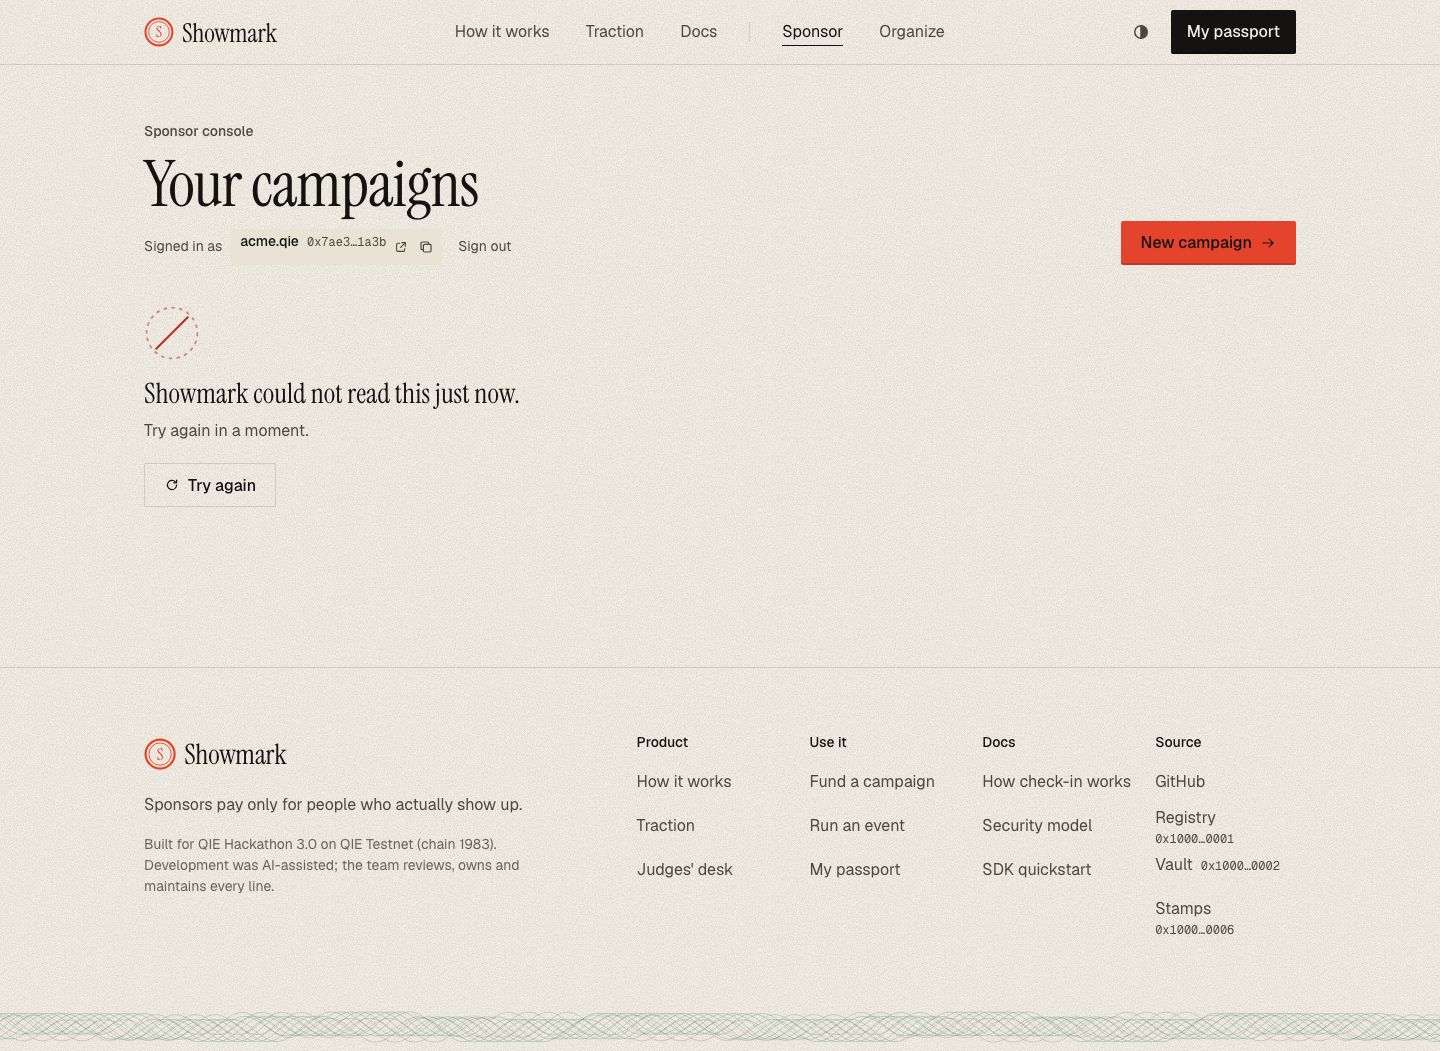 S Showmark
How it works Traction Docs Sponsor Organize
My passport
Sponsor console
Your campaigns
Signed in as acme.qie 0x7ae3…1a3b Sign out
New campaign →
Showmark could not read this just now.
Try again in a moment.
Try again
S Showmark
Sponsors pay only for people who actually show up.
Built for QIE Hackathon 3.0 on QIE Testnet (chain 1983).
Development was AI-assisted; the team reviews, owns and
maintains every line.
Product
How it works
Traction
Judges' desk
Use it
Fund a campaign
Run an event
My passport
Docs
How check-in works
Security model
SDK quickstart
Source
GitHub
Registry
0x1000…0001
Vault 0x1000…0002
Stamps
0x1000…0006